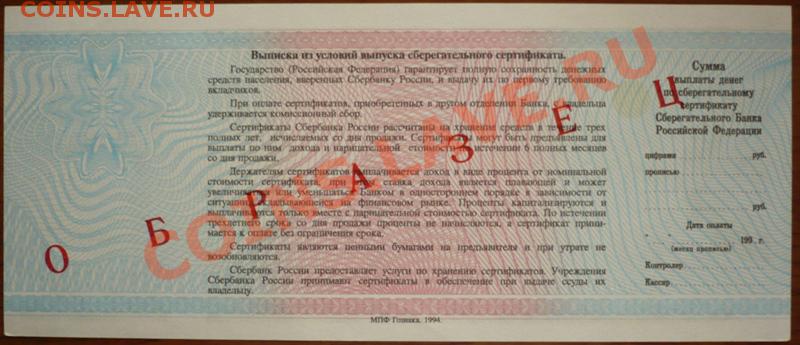 COINS.LAVE.RU
Выписка из условий выпуска сберегательного сертификата.
Государство (Российская Федерация) гарантирует полную сохранность денежных
средств населения, вверенных Сбербанку России, и выдачу их по первому требованию
вкладчиков.
При оплате сертификатов, приобретенных в другом отделении Банка, с владельца
удерживается комиссионный сбор.
Сертификаты Сбербанка России рассчитаны на хранение средств в течение трех
полных лет, исчисляемых со дня продажи. Сертификаты могут быть предъявлены для
выплаты по ним дохода и нарицательной стоимости по истечении 6 полных месяцев
со дня продажи.
Держателям сертификатов выплачивается доход в виде процента от номинальной
стоимости сертификата. ставка дохода является плавающей и может
увеличиваться или уменьшаться Банком в одностороннем порядке в зависимости от
ситуации, складывающейся на финансовом рынке. Проценты капитализируются и
выплачиваются только вместе с нарицательной стоимостью сертификата. По истечении
трехлетнего срока со дня продажи проценты не начисляются, а сертификат прини-
мается к оплате без ограничения срока.
Сертификаты являются ценными бумагами на предъявителя и при утрате не
возобновляются.
Сбербанк России предоставляет услуги по хранению сертификатов. Учреждения
Сбербанка России принимают сертификаты в обеспечение при выдаче ссуды их
владельцу.
МПФ Гознака. 1994.
Сумма
выплаты денег
по сберегательному
сертификату
Сберегательного Банка
Российской Федерации
цифрами руб.
прописью
руб.
Дата оплаты
199 г.
(месяц прописью)
Контролер
Кассир
ОБРАЗЕЦ
COINS.LAVE.RU
COINS.LAVE.RU